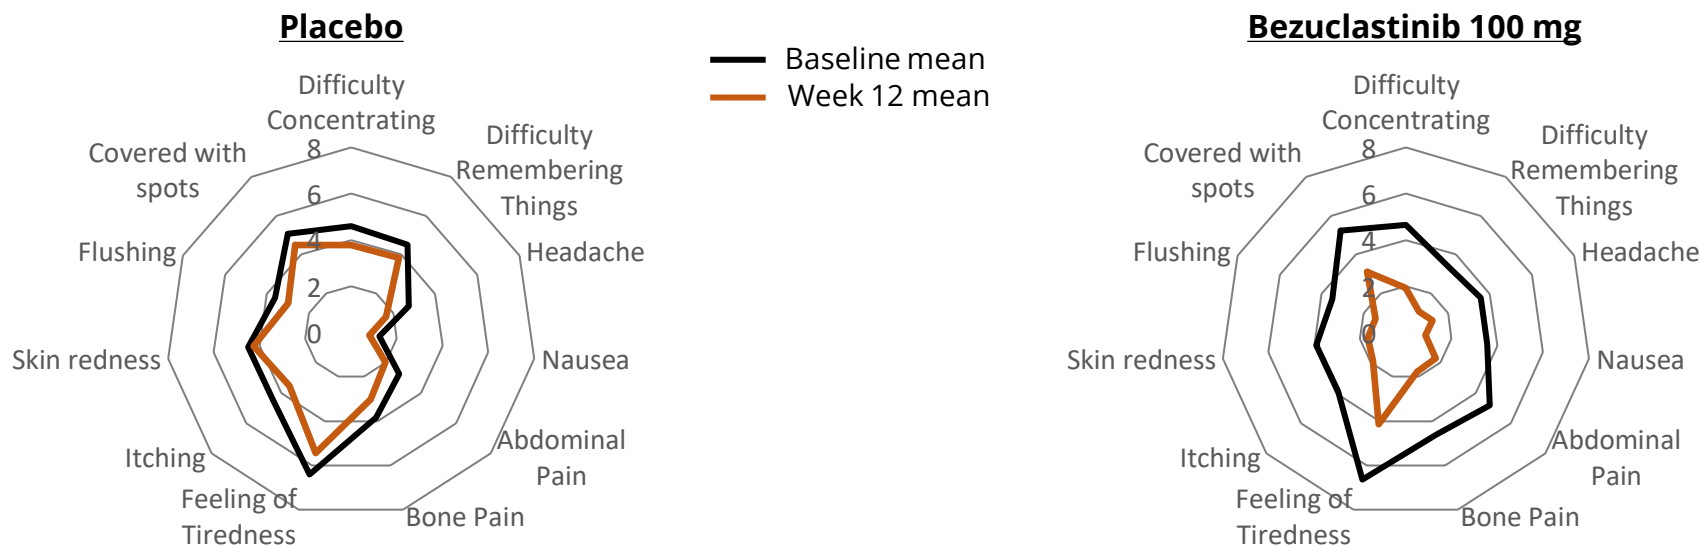 Placebo
Baseline mean
Week 12 mean
Bezuclastinib 100 mg
Difficulty
Concentrating
Difficulty
Remembering
Things
Headache
Nausea
Abdominal
Pain
Bone Pain
Feeling of
Tiredness
Itching
Skin redness
Flushing
Covered with
spots
8
6
4
2
0
Difficulty
Concentrating
Difficulty
Remembering
Things
Headache
Nausea
Abdominal
Pain
Bone Pain
Feeling of
Tiredness
Itching
Skin redness
Flushing
Covered with
spots
8
6
4
2
0